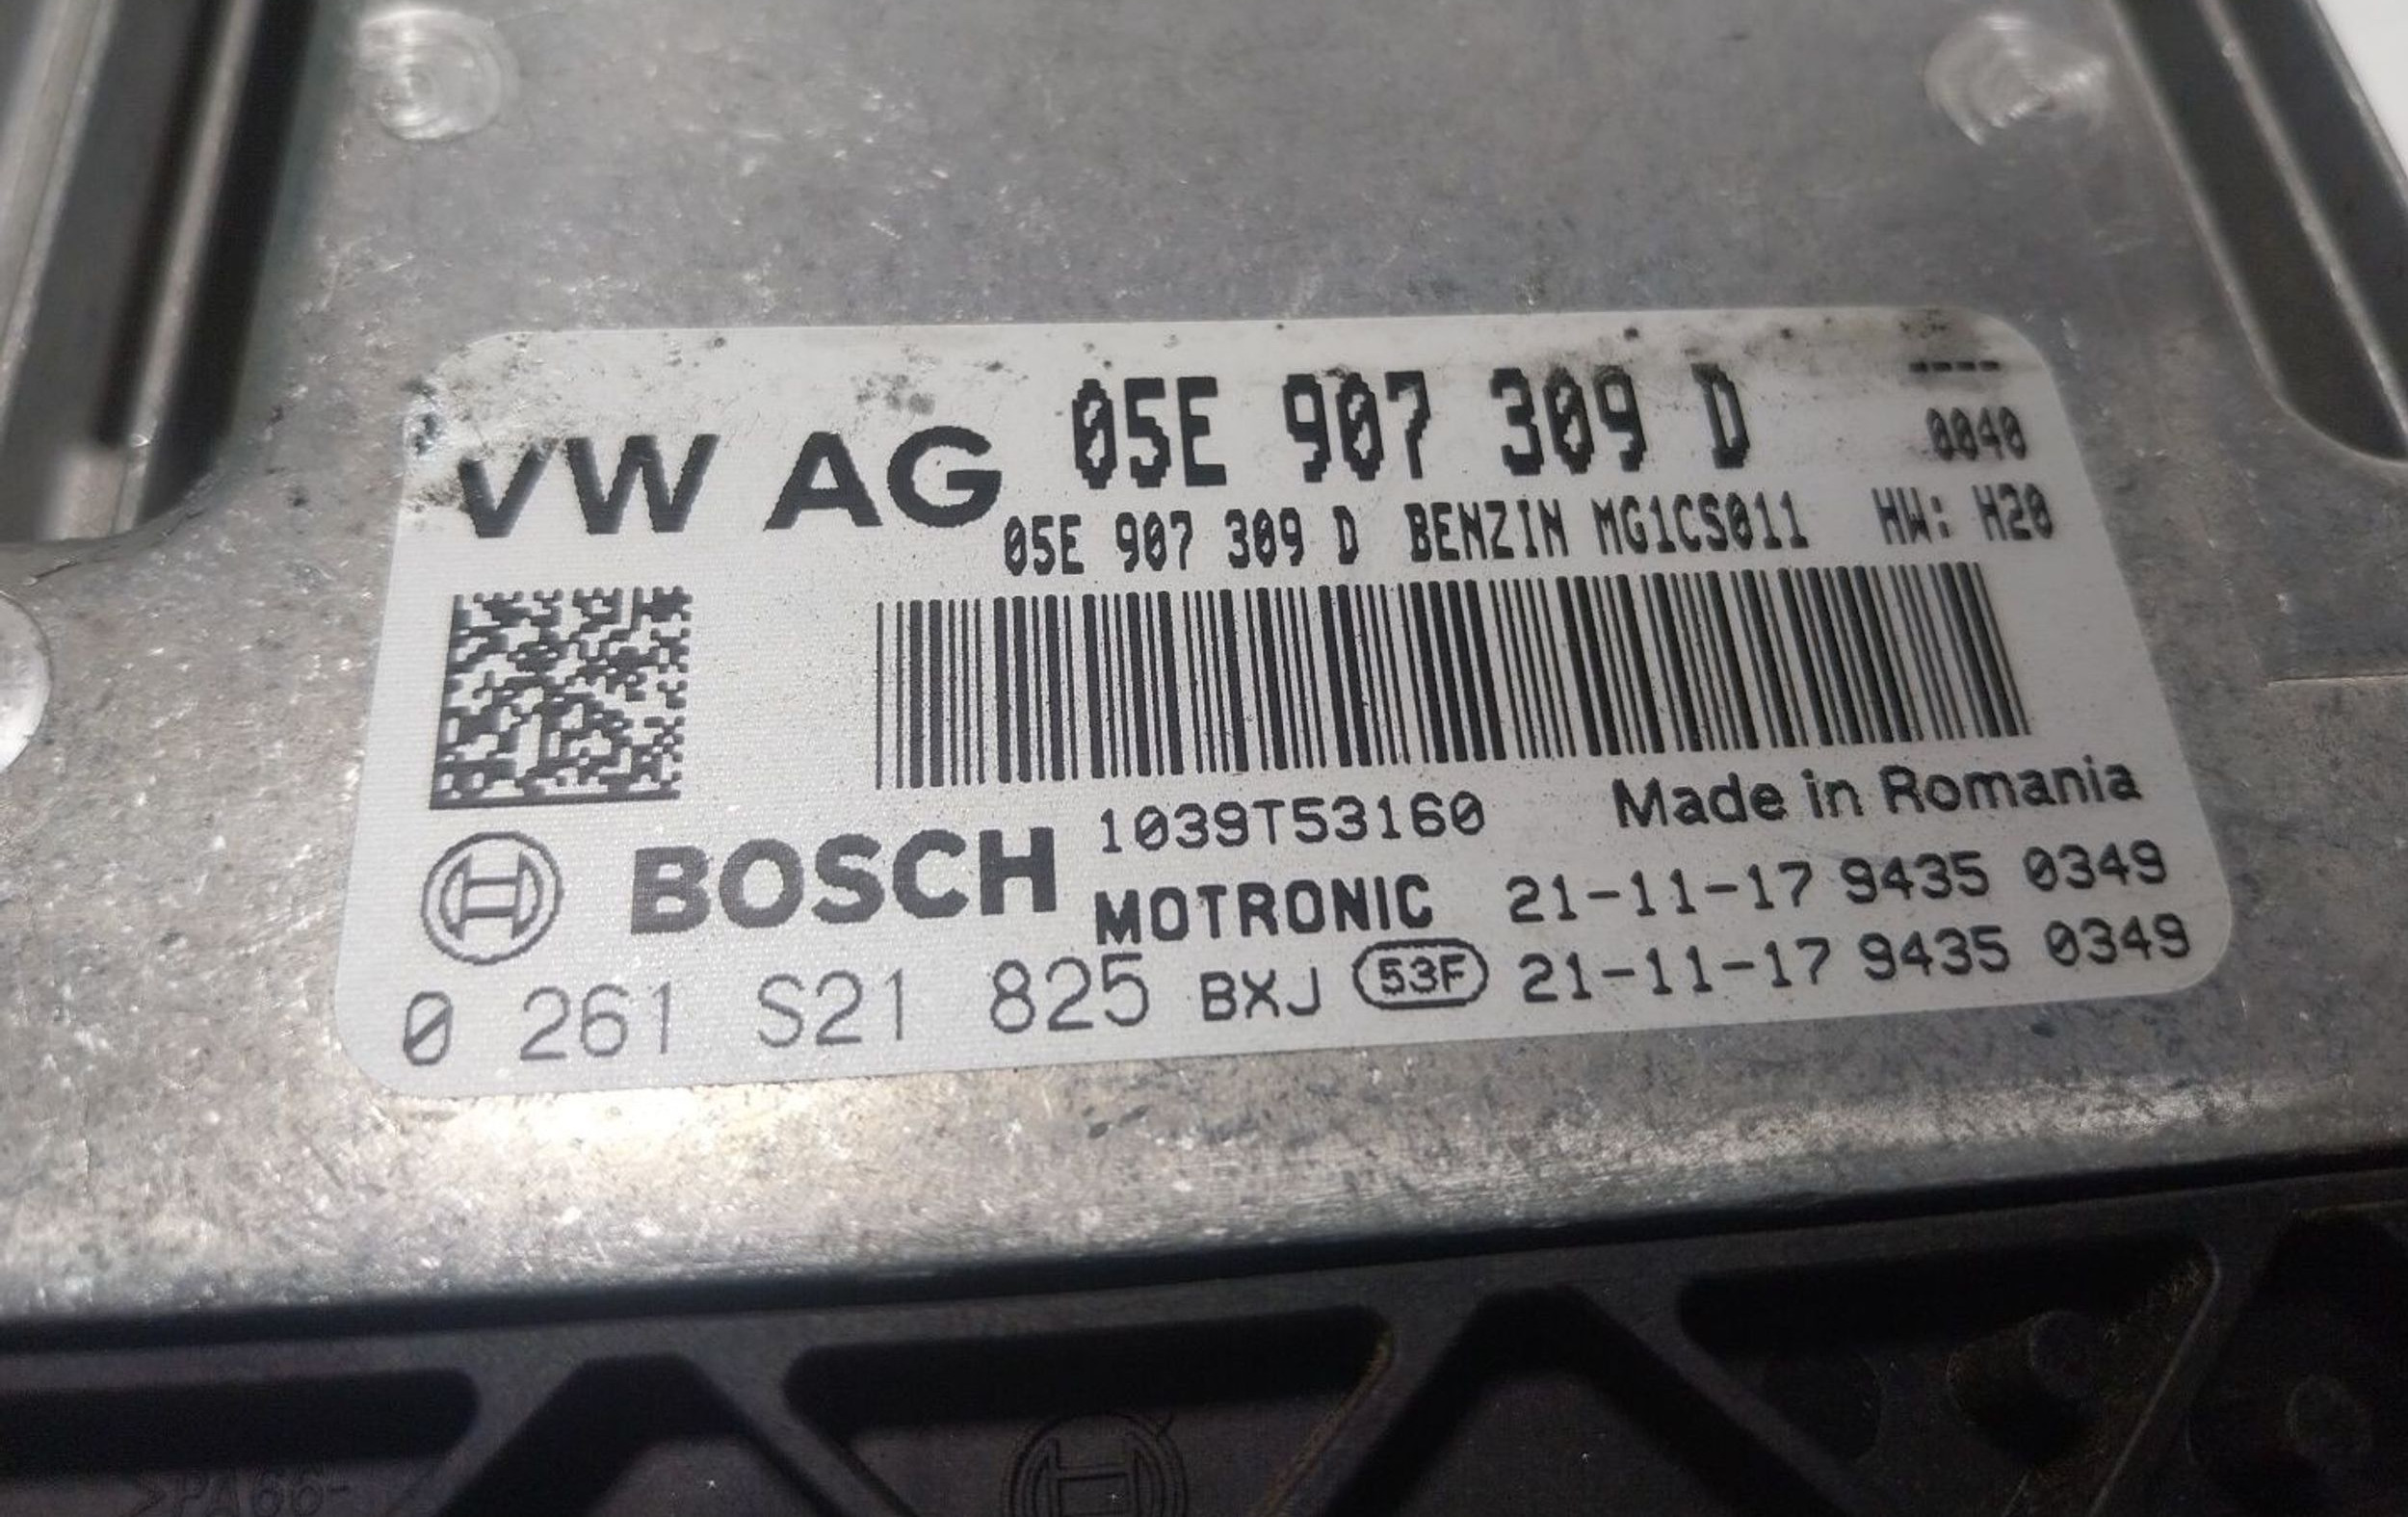 VW AG 05E 907 309 D ----
0040
05E 907 309 D BENZIN MG1CS011 HW: H20
1039T53160 Made in Romania
BOSCH MOTRONIC 21-11-17 9435 0349
0 261 S21 825 BXJ 53F 21-11-17 9435 0349
>PA66-